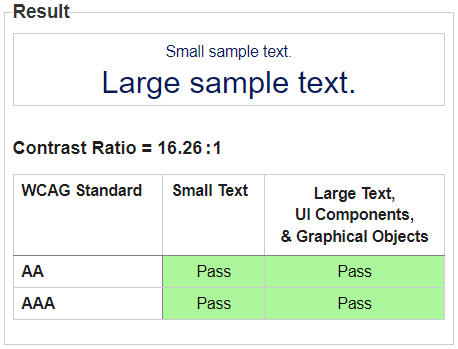 Result
Small sample text.
Large sample text.
Contrast Ratio = 16.26:1
WCAG Standard
Small Text
Large Text,
UI Components,
& Graphical Objects
AA
Pass
Pass
AAA
Pass
Pass